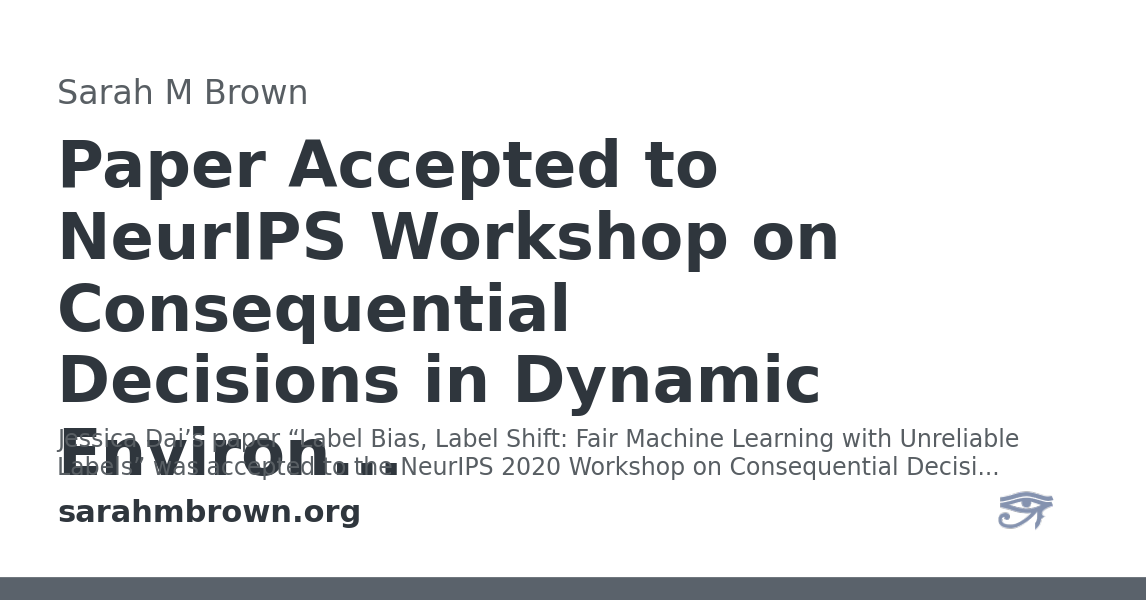 Sarah M Brown
Paper Accepted to
NeurIPS Workshop on
Consequential
Decisions in Dynamic
Environ...
Jessica Dai’s paper “Label Bias, Label Shift: Fair Machine Learning with Unreliable
Labels” was accepted to the NeurIPS 2020 Workshop on Consequential Decisi...
sarahmbrown.org